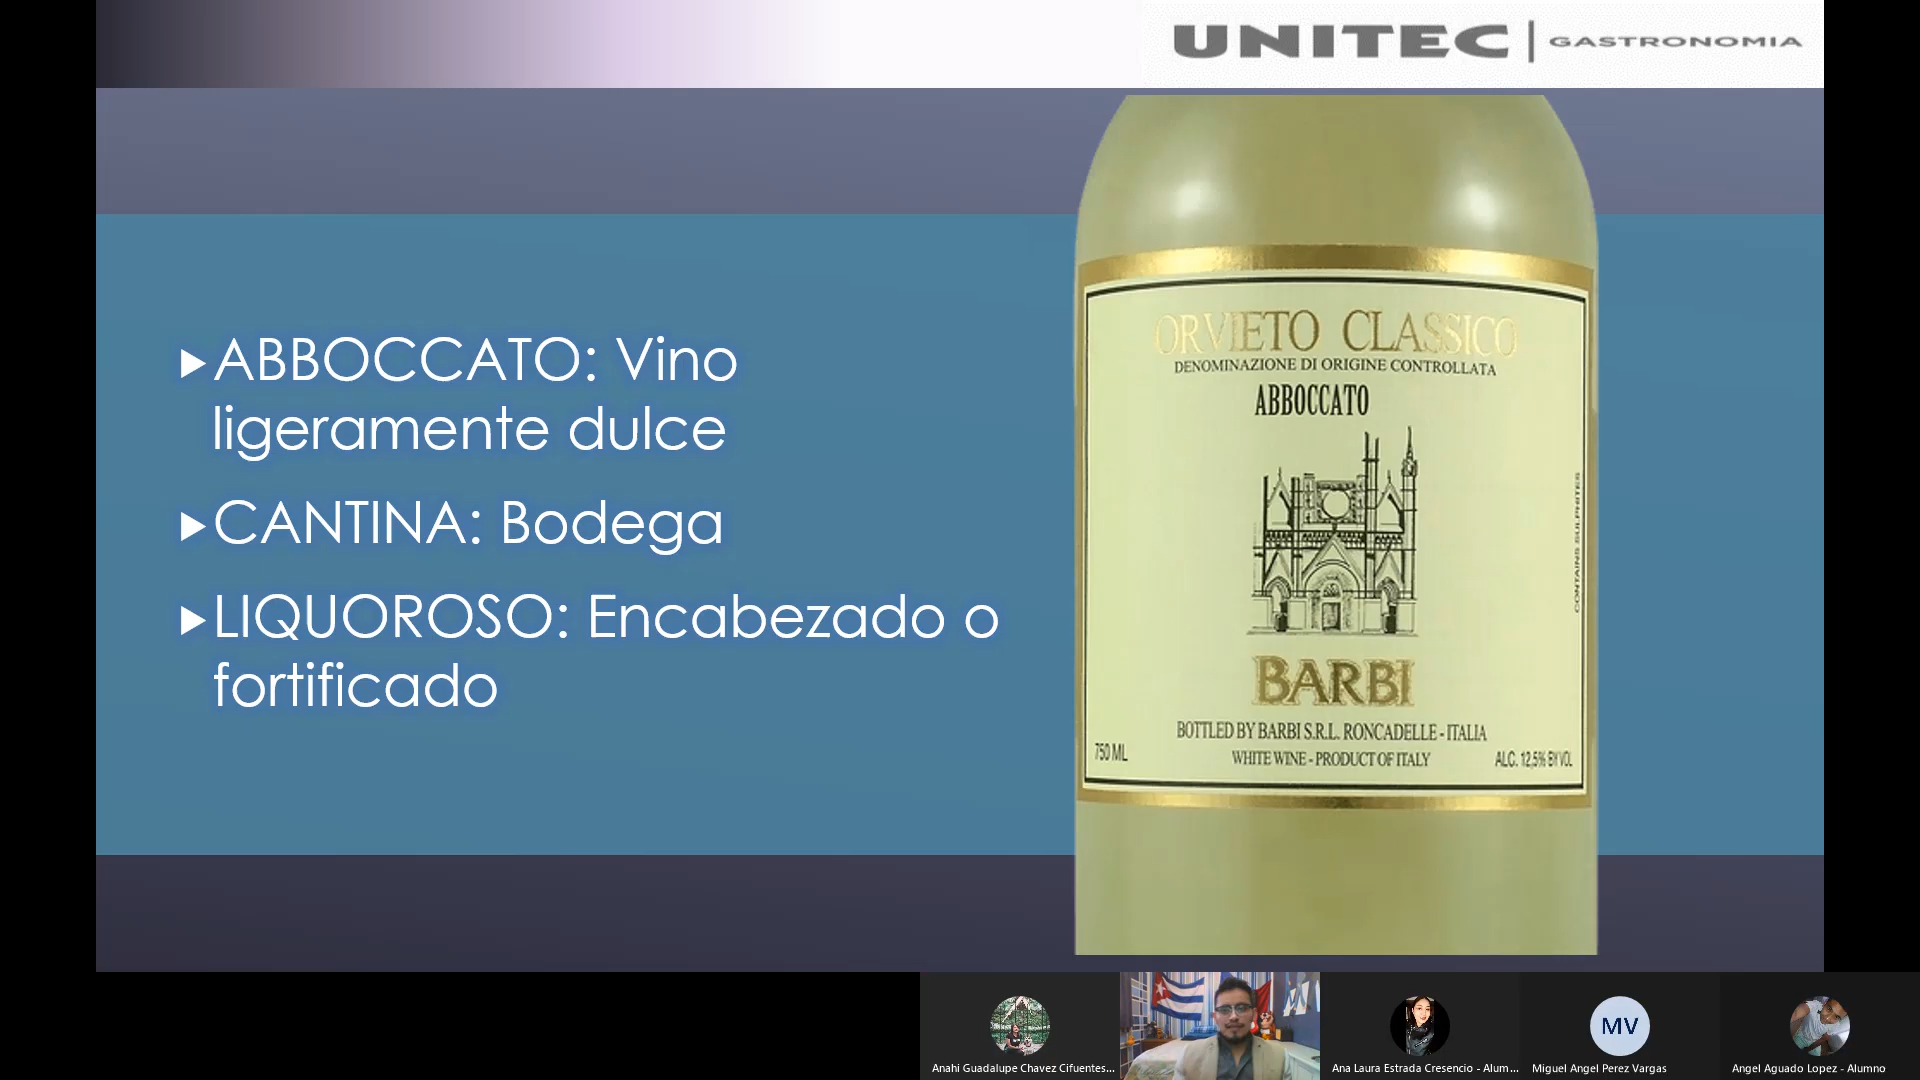 UNITEC | GASTRONOMIA
▶ABBOCCATO: Vino
ligeramente dulce
▶CANTINA: Bodega
▶LIQUOROSO: Encabezado o
fortificado
ORVIETO CLASSICO
DENOMINAZIONE DI ORIGINE CONTROLLATA
ABBOCCATO
CONTAINS SULPHITES
BARBI
BOTTLED BY BARBI S.R.L. RONCADELLE - ITALIA
750 ML
WHITE WINE - PRODUCT OF ITALY
ALC. 12,5% BY VOL
Anahi Guadalupe Chavez Cifuentes...
Ana Laura Estrada Cresencio - Alum...
MV
Miguel Angel Perez Vargas
Angel Aguado Lopez - Alumno